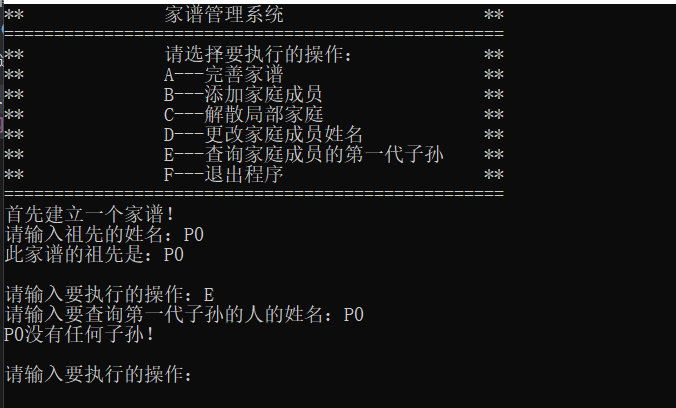 ** 家谱管理系统 **
==================================================
** 请选择要执行的操作： **
** A---完善家谱 **
** B---添加家庭成员 **
** C---解散局部家庭 **
** D---更改家庭成员姓名 **
** E---查询家庭成员的第一代子孙 **
** F---退出程序 **
==================================================
首先建立一个家谱！
请输入祖先的姓名：P0
此家谱的祖先是：P0
请输入要执行的操作：E
请输入要查询第一代子孙的人的姓名：P0
P0没有任何子孙！
请输入要执行的操作：